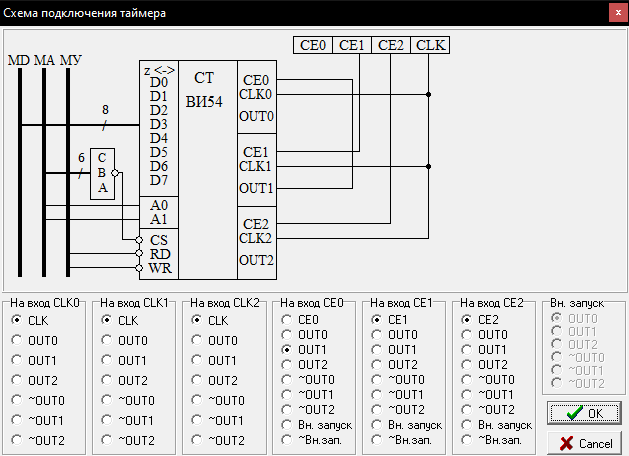 Схема подключения таймера
x
CE0 CE1 CE2 CLK
MD MA МУ
z <-> CT CE0
D0 CLK0
D1 ВИ54
D2 OUT0
8 D3
/
D4
D5 CE1
6 C D6 CLK1
/ B D7
A OUT1
A0
A1 CE2
CS CLK2
RD
WR OUT2
На вход CLK0
CLK
OUT0
OUT1
OUT2
~OUT0
~OUT1
~OUT2
На вход CLK1
CLK
OUT0
OUT1
OUT2
~OUT0
~OUT1
~OUT2
На вход CLK2
CLK
OUT0
OUT1
OUT2
~OUT0
~OUT1
~OUT2
На вход CE0
CE0
OUT0
OUT1
OUT2
~OUT0
~OUT1
~OUT2
Вн. запуск
~Вн.зап.
На вход CE1
CE1
OUT0
OUT1
OUT2
~OUT0
~OUT1
~OUT2
Вн. запуск
~Вн.зап.
На вход CE2
CE2
OUT0
OUT1
OUT2
~OUT0
~OUT1
~OUT2
Вн. запуск
~Вн.зап.
Вн. запуск
OUT0
OUT1
OUT2
~OUT0
~OUT1
~OUT2
OK
Cancel